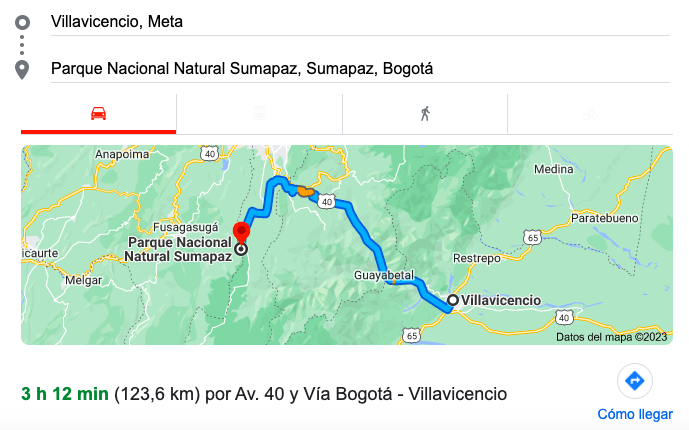 Villavicencio, Meta
Parque Nacional Natural Sumapaz, Sumapaz, Bogotá
Anapoima
40
Medina
40
Paratebueno
Fusagasugá
65
Parque Nacional
Natural Sumapaz
icaurte
Restrepo
Melgar
Guayabetal
Villavicencio
40
65
Datos del mapa ©2023
3 h 12 min (123,6 km) por Av. 40 y Vía Bogotá - Villavicencio
Cómo llegar